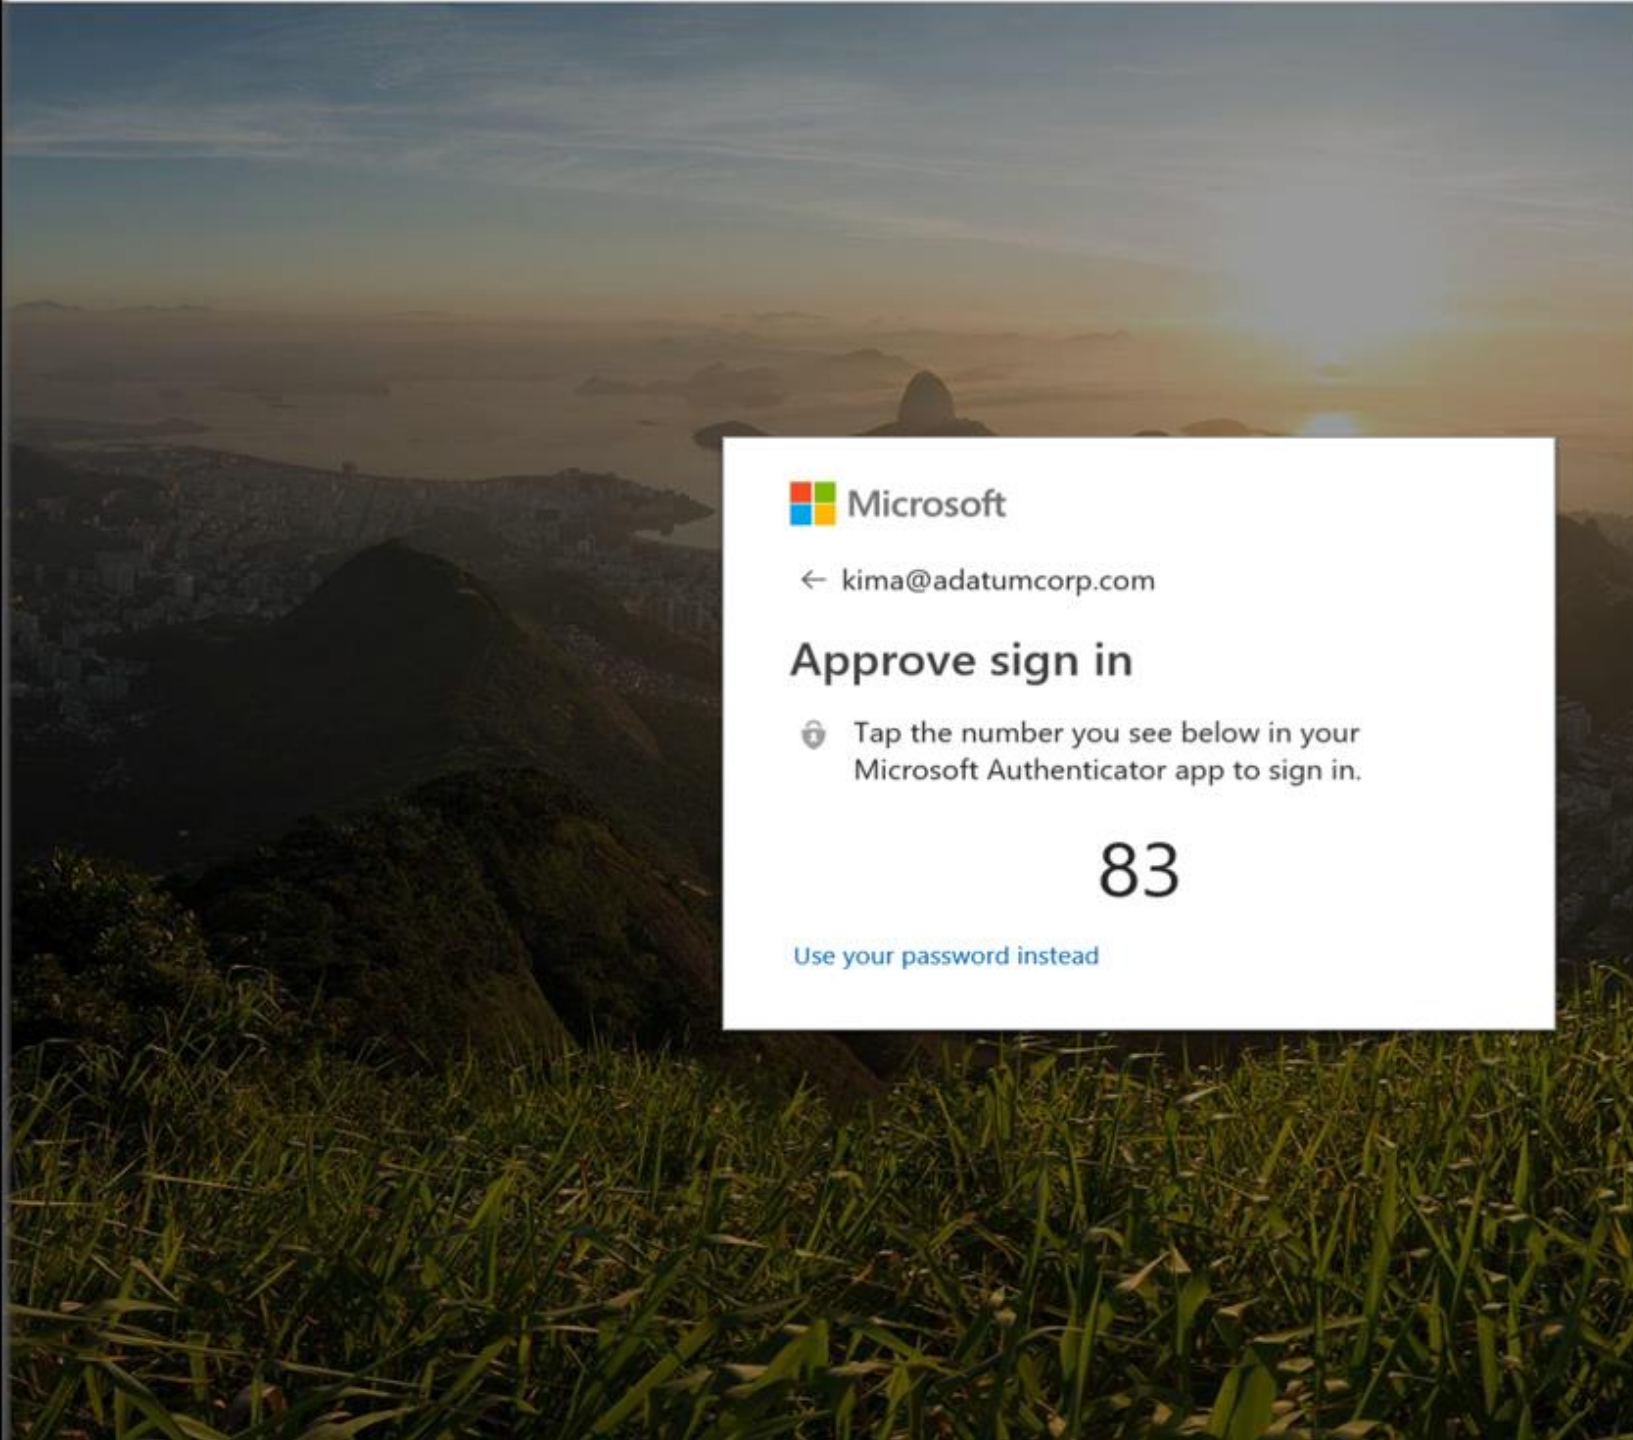 Microsoft
← kima@adatumcorp.com
Approve sign in
Tap the number you see below in your
Microsoft Authenticator app to sign in.
83
Use your password instead